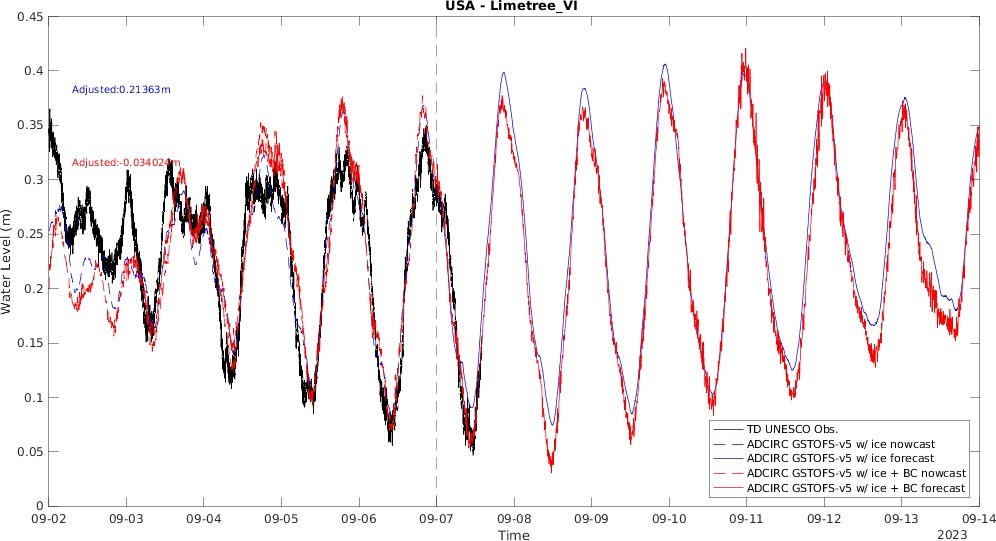 USA - Limetree_VI
0.45
0.4
0.35
0.3
0.25
0.2
0.15
0.1
0.05
0
Water Level (m)
Adjusted:0.21363m
Adjusted:-0.034024m
TD UNESCO Obs.
ADCIRC GSTOFS-v5 w/ ice nowcast
ADCIRC GSTOFS-v5 w/ ice forecast
ADCIRC GSTOFS-v5 w/ ice + BC nowcast
ADCIRC GSTOFS-v5 w/ ice + BC forecast
09-02 09-03 09-04 09-05 09-06 09-07 09-08 09-09 09-10 09-11 09-12 09-13 09-14
Time
2023